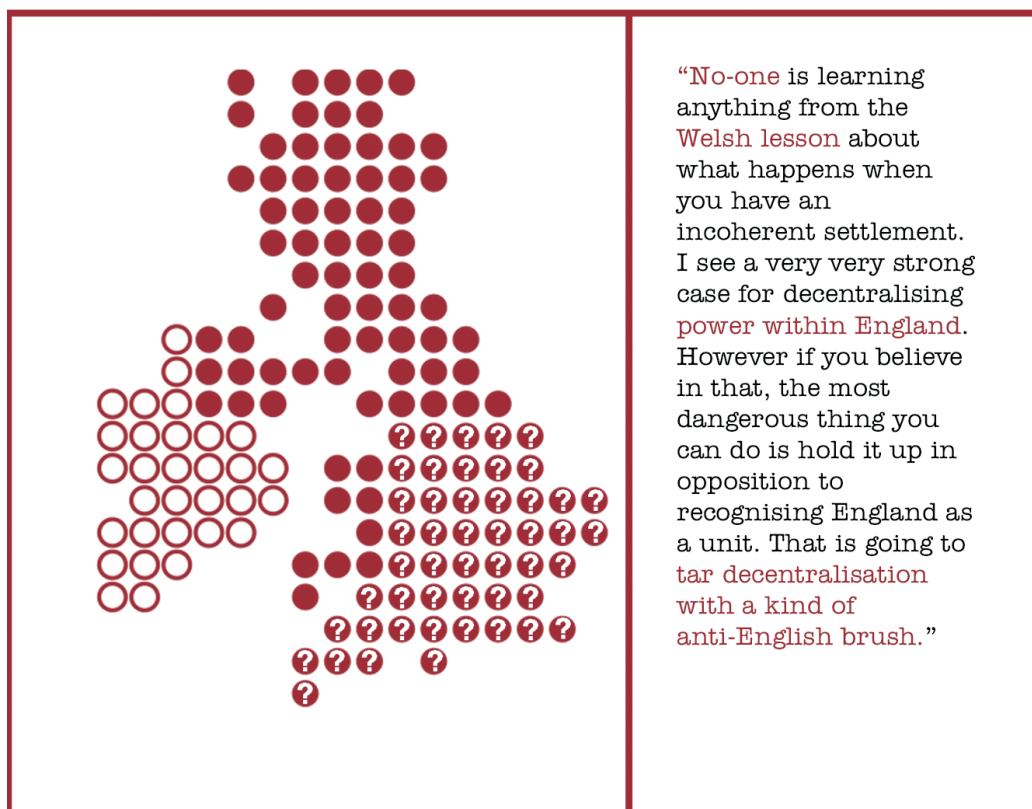 “No-one is learning
anything from the
Welsh lesson about
what happens when
you have an
incoherent settlement.
I see a very very strong
case for decentralising
power within England.
However if you believe
in that, the most
dangerous thing you
can do is hold it up in
opposition to
recognising England as
a unit. That is going to
tar decentralisation
with a kind of
anti-English brush.”
? ? ? ? ?
? ? ? ? ?
? ? ? ? ? ? ?
? ? ? ? ? ? ?
? ? ? ? ? ?
? ? ? ? ? ?
? ? ? ? ? ? ? ?
? ? ? ?
?